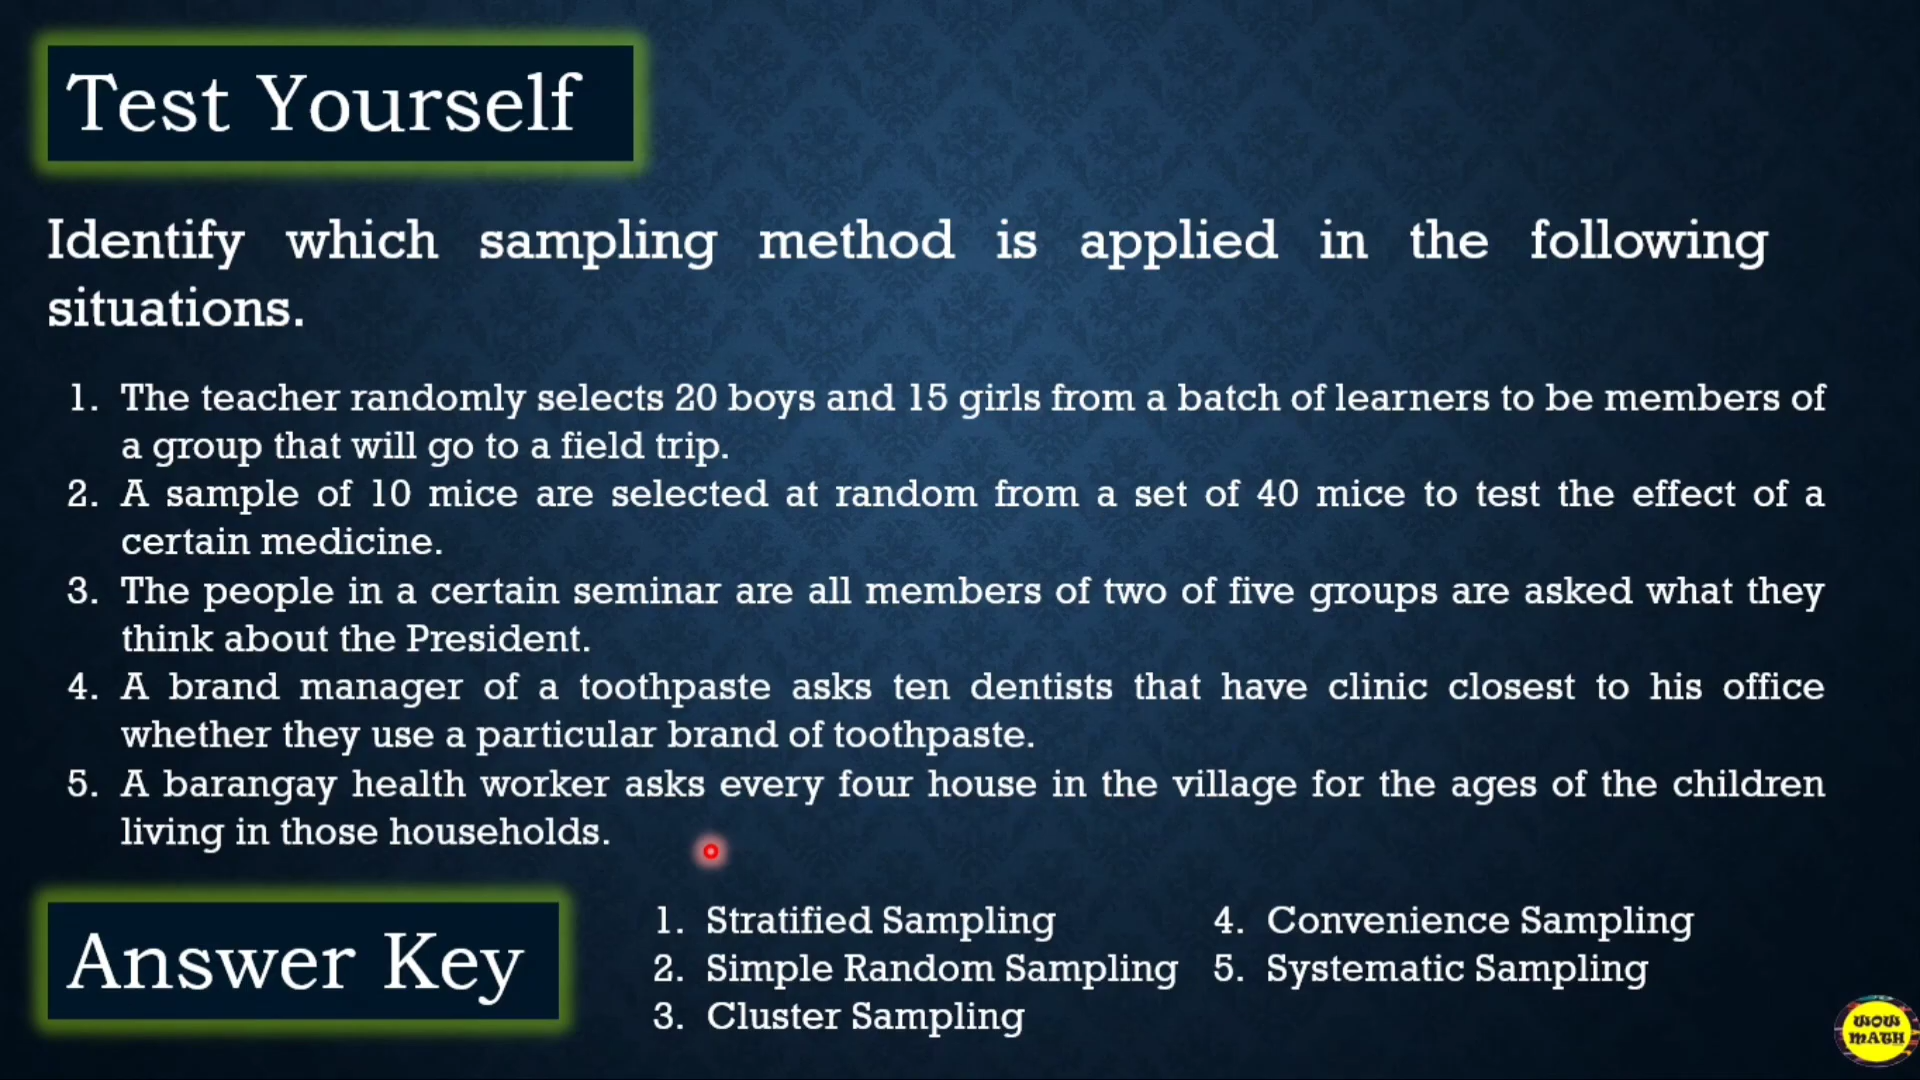 Test Yourself
Identify which sampling method is applied in the following
situations.
1. The teacher randomly selects 20 boys and 15 girls from a batch of learners to be members of
a group that will go to a field trip.
2. A sample of 10 mice are selected at random from a set of 40 mice to test the effect of a
certain medicine.
3. The people in a certain seminar are all members of two of five groups are asked what they
think about the President.
4. A brand manager of a toothpaste asks ten dentists that have clinic closest to his office
whether they use a particular brand of toothpaste.
5. A barangay health worker asks every four house in the village for the ages of the children
living in those households.
Answer Key
1. Stratified Sampling
2. Simple Random Sampling
3. Cluster Sampling
4. Convenience Sampling
5. Systematic Sampling
WOW
MATH